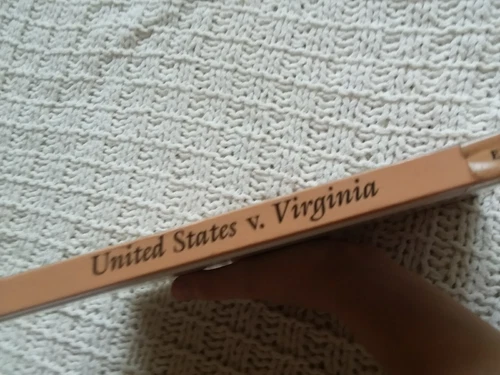 United States v. Virginia